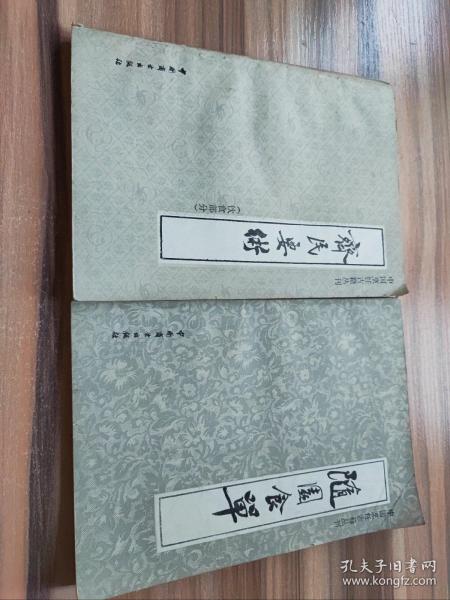 中国烹饪古籍丛刊
齐民要術
(饮食部分)
中国商业出版社
中国烹饪古籍丛刊
隨園食單
中国商业出版社
孔夫子旧书网
www.kongfz.com